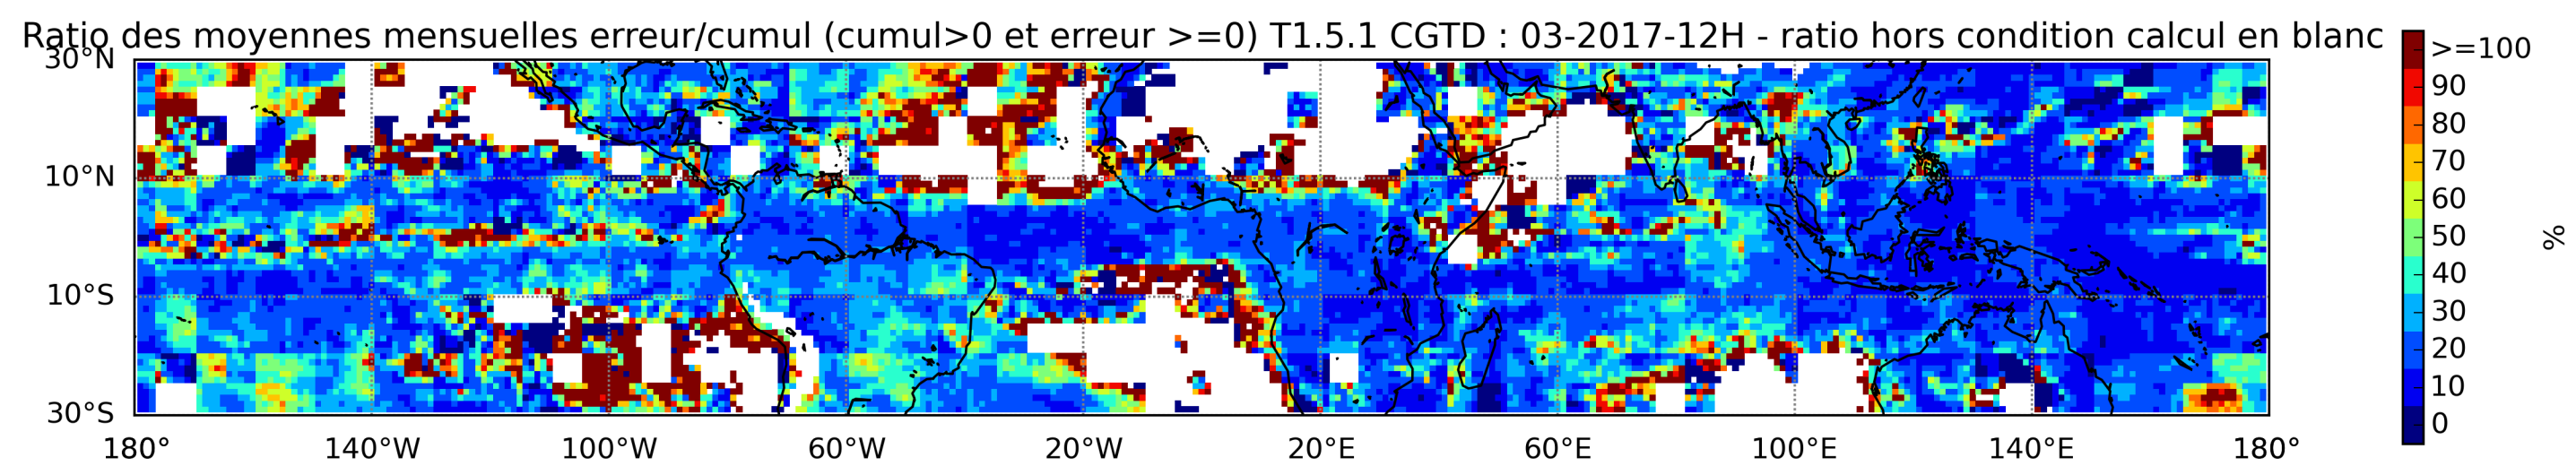 Ratio des moyennes mensuelles erreur/cumul (cumul>0 et erreur >=0) T1.5.1 CGTD : 03-2017-12H - ratio hors condition calcul en blanc
30°N
10°N
10°S
30°S
180° 140°W 100°W 60°W 20°W 20°E 60°E 100°E 140°E 180°
>=100
90
80
70
60
50
40
30
20
10
0
%